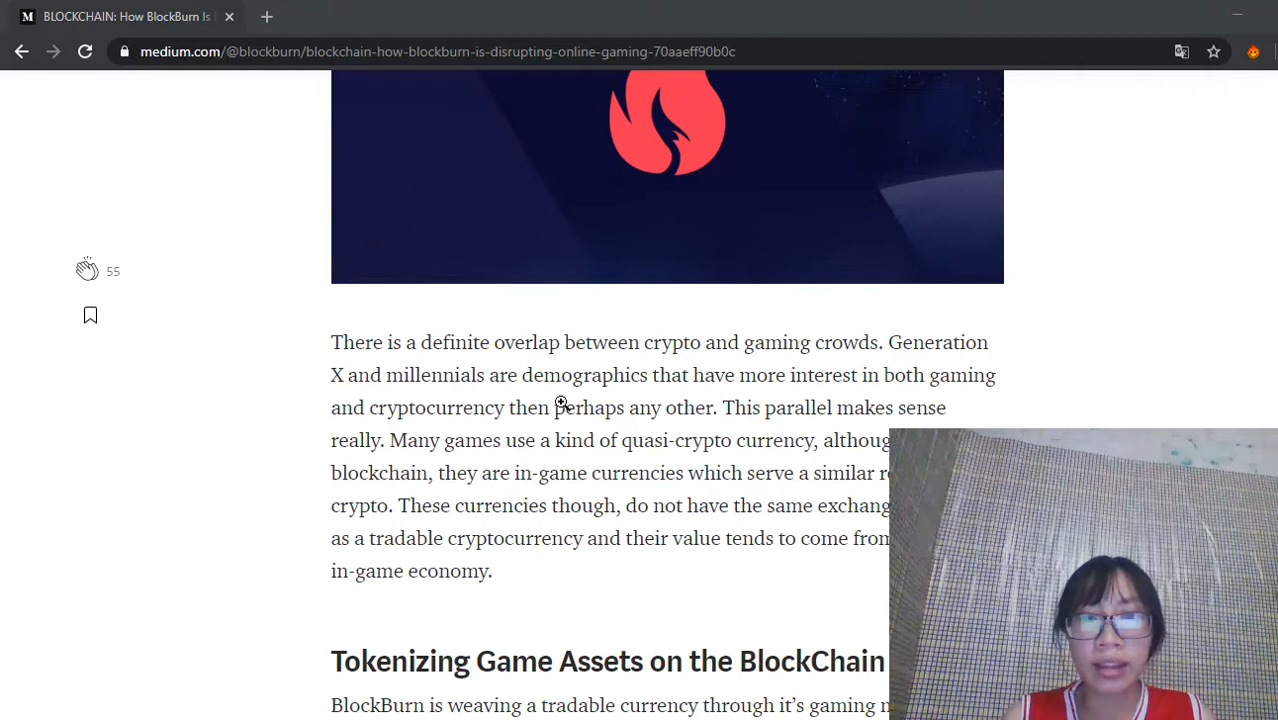 M BLOCKCHAIN: How BlockBurn Is
medium.com/@blockburn/blockchain-how-blockburn-is-disrupting-online-gaming-70aaeff90b0c
55
There is a definite overlap between crypto and gaming crowds. Generation
X and millennials are demographics that have more interest in both gaming
and cryptocurrency then perhaps any other. This parallel makes sense
really. Many games use a kind of quasi-crypto currency, althoug
blockchain, they are in-game currencies which serve a similar r
crypto. These currencies though, do not have the same exchang
as a tradable cryptocurrency and their value tends to come from
in-game economy.
Tokenizing Game Assets on the BlockChain
BlockBurn is weaving a tradable currency through it’s gaming